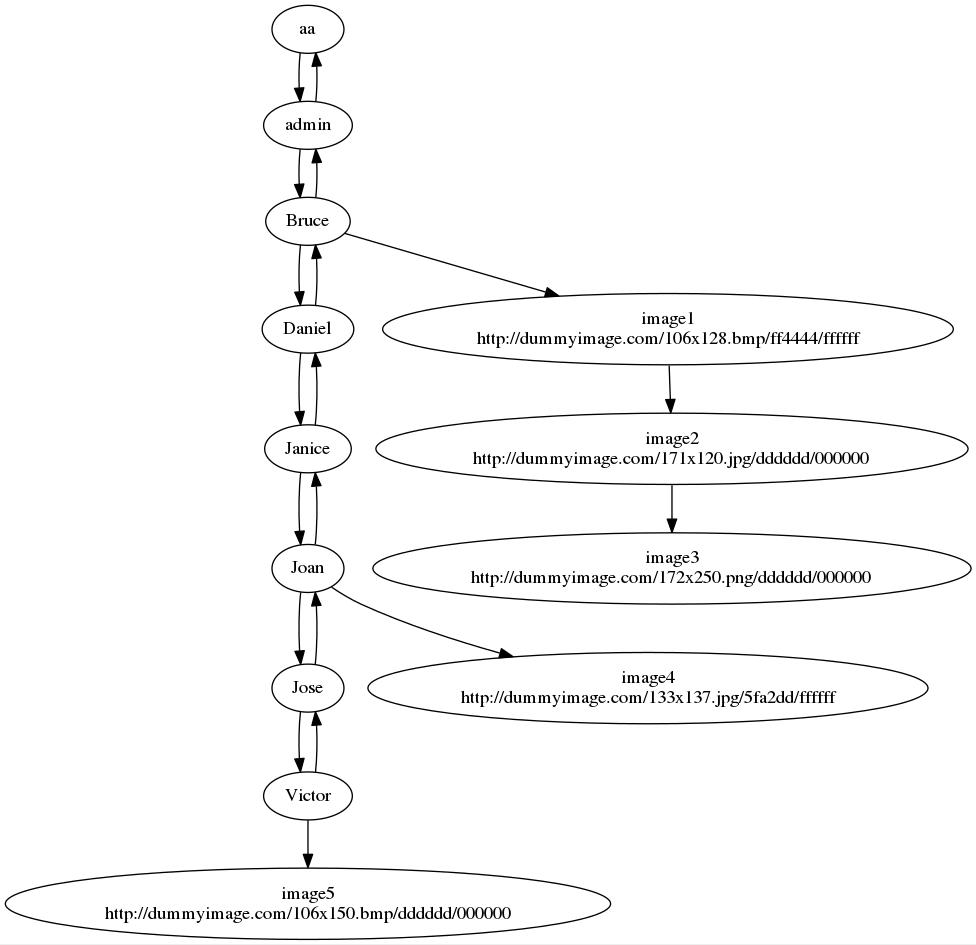 aa
admin
Bruce
Daniel
image1
http://dummyimage.com/106x128.bmp/ff4444/ffffff
Janice
image2
http://dummyimage.com/171x120.jpg/dddddd/000000
Joan
image3
http://dummyimage.com/172x250.png/dddddd/000000
Jose
image4
http://dummyimage.com/133x137.jpg/5fa2dd/ffffff
Victor
image5
http://dummyimage.com/106x150.bmp/dddddd/000000